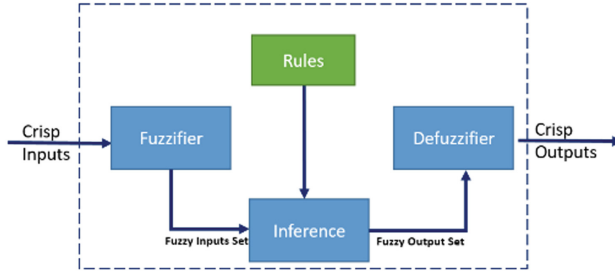 Rules
Crisp
Inputs
Fuzzifier
Defuzzifier
Crisp
Outputs
Fuzzy Inputs Set
Inference
Fuzzy Output Set